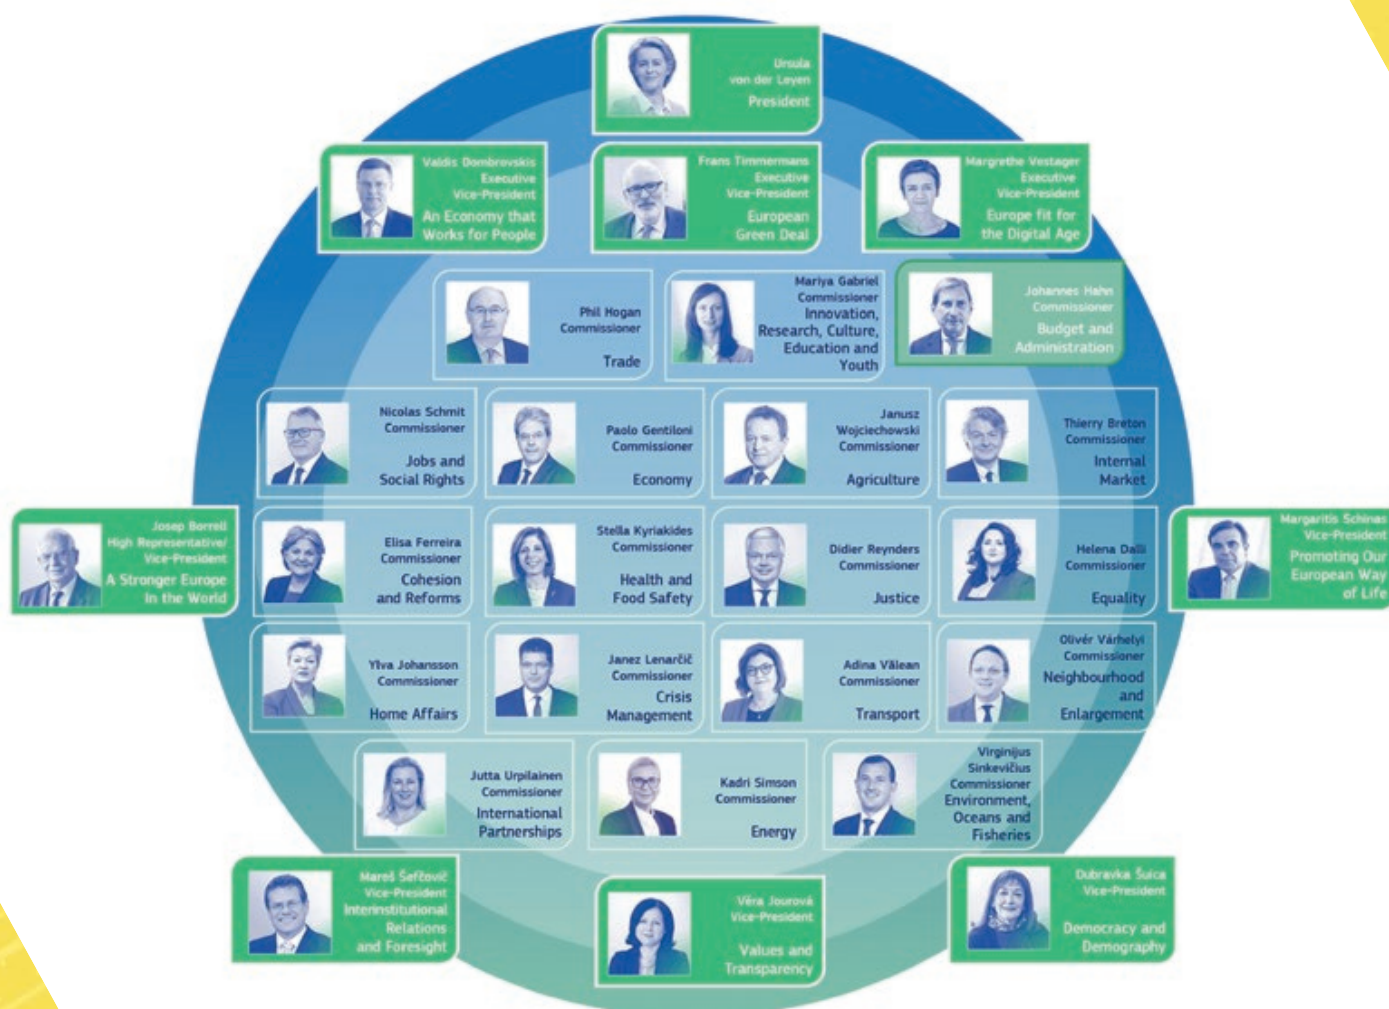 Ursula
von der Leyen
President
Valdis Dombrovskis
Executive
Vice-President
An Economy that
Works for People
Frans Timmermans
Executive
Vice-President
European
Green Deal
Margrethe Vestager
Executive
Vice-President
Europe fit for
the Digital Age
Phil Hogan
Commissioner
Trade
Mariya Gabriel
Commissioner
Innovation,
Research, Culture,
Education and
Youth
Johannes Hahn
Commissioner
Budget and
Administration
Nicolas Schmit
Commissioner
Jobs and
Social Rights
Paolo Gentiloni
Commissioner
Economy
Janusz
Wojciechowski
Commissioner
Agriculture
Thierry Breton
Commissioner
Internal
Market
Josep Borrell
High Representative/
Vice-President
A Stronger Europe
In the World
Elisa Ferreira
Commissioner
Cohesion
and Reforms
Stella Kyriakides
Commissioner
Health and
Food Safety
Didier Reynders
Commissioner
Justice
Helena Dalli
Commissioner
Equality
Margaritis Schinas
Vice-President
Promoting Our
European Way
of Life
Ylva Johansson
Commissioner
Home Affairs
Janez Lenarčič
Commissioner
Crisis
Management
Adina Vălean
Commissioner
Transport
Olivér Várhelyi
Commissioner
Neighbourhood
and
Enlargement
Jutta Urpilainen
Commissioner
International
Partnerships
Kadri Simson
Commissioner
Energy
Virginijus
Sinkevičius
Commissioner
Environment,
Oceans and
Fisheries
Maroš Šefčovič
Vice-President
Interinstitutional
Relations
and Foresight
Věra Jourová
Vice-President
Values and
Transparency
Dubravka Šuica
Vice-President
Democracy and
Demography